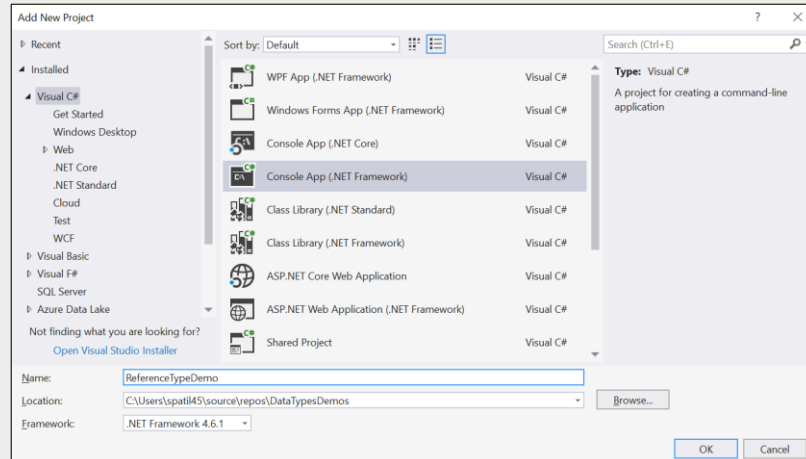 Add New Project
? ×
Recent
Installed
Visual C#
Get Started
Windows Desktop
Web
.NET Core
.NET Standard
Cloud
Test
WCF
Visual Basic
Visual F#
SQL Server
Azure Data Lake
Not finding what you are looking for?
Open Visual Studio Installer
Sort by: Default
WPF App (.NET Framework) Visual C#
Windows Forms App (.NET Framework) Visual C#
Console App (.NET Core) Visual C#
Console App (.NET Framework) Visual C#
Class Library (.NET Standard) Visual C#
Class Library (.NET Framework) Visual C#
ASP.NET Core Web Application Visual C#
ASP.NET Web Application (.NET Framework) Visual C#
Shared Project Visual C#
Search (Ctrl+E)
Type: Visual C#
A project for creating a command-line
application
Name: ReferenceTypeDemo
Location: C:\Users\spatil45\source\repos\DataTypesDemos Browse...
Framework: .NET Framework 4.6.1
OK Cancel